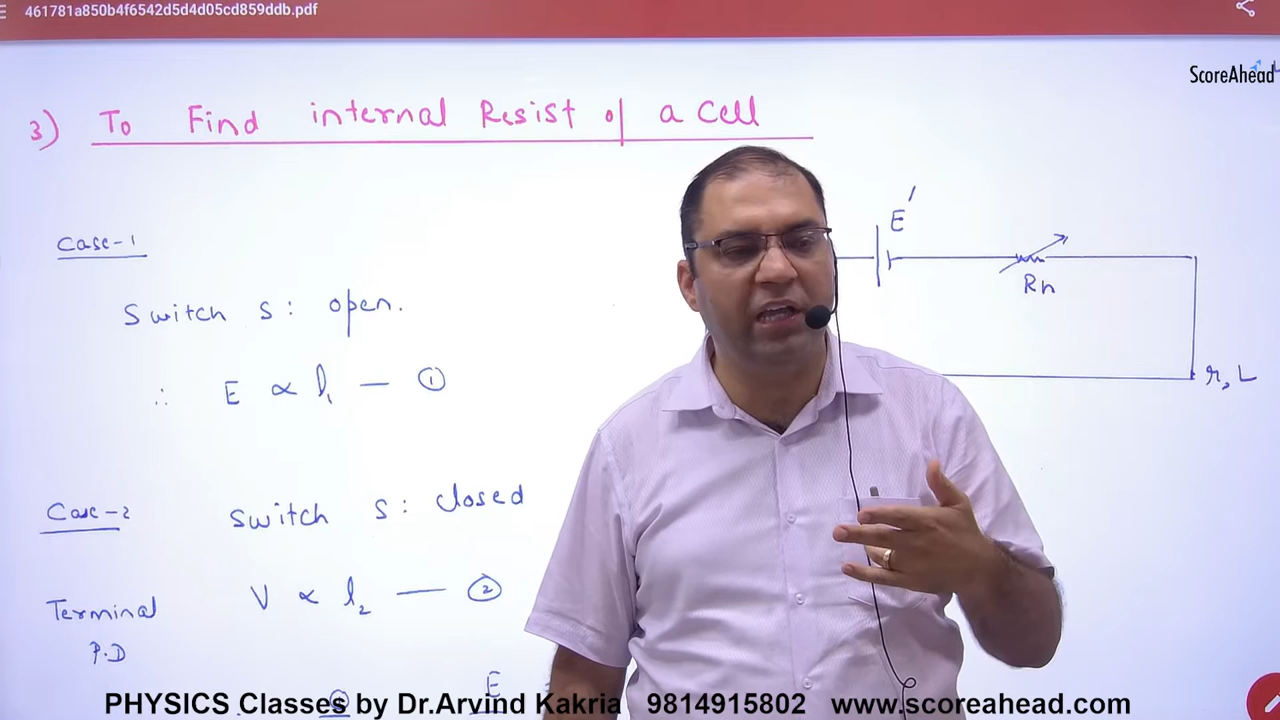 461781a850b4f6542d5d4d05cd859ddb.pdf
ScoreAhead
3) To Find internal Resist of a Cell
E'
Case-1
Rh
Switch S: open.
∴ E ∝ l₁ — ①
r, L
Case-2 Switch S: closed
V ∝ l₂ — ②
Terminal
P.D
E
PHYSICS Classes by Dr.Arvind Kakria 9814915802 www.scoreahead.com